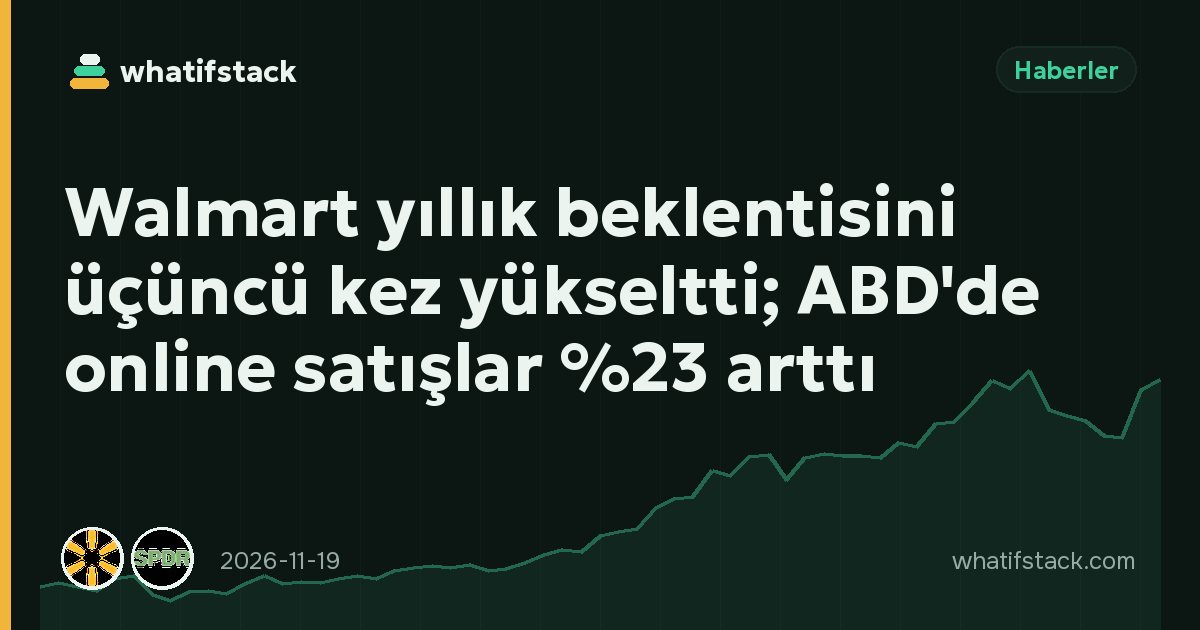 whatifstack
Haberler
Walmart yıllık beklentisini
üçüncü kez yükseltti; ABD'de
online satışlar %23 arttı
SPDR
2026-11-19
whatifstack.com